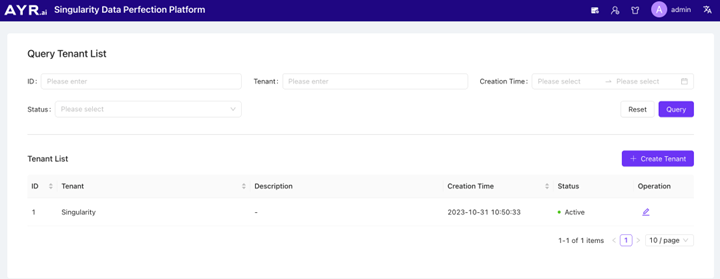 AYR.ai Singularity Data Perfection Platform A admin
Query Tenant List
ID: Please enter Tenant: Please enter Creation Time: Please select → Please select
Status: Please select Reset Query
Tenant List + Create Tenant
ID Tenant Description Creation Time Status Operation
1 Singularity - 2023-10-31 10:50:33 Active
1-1 of 1 items < 1 > 10 / page